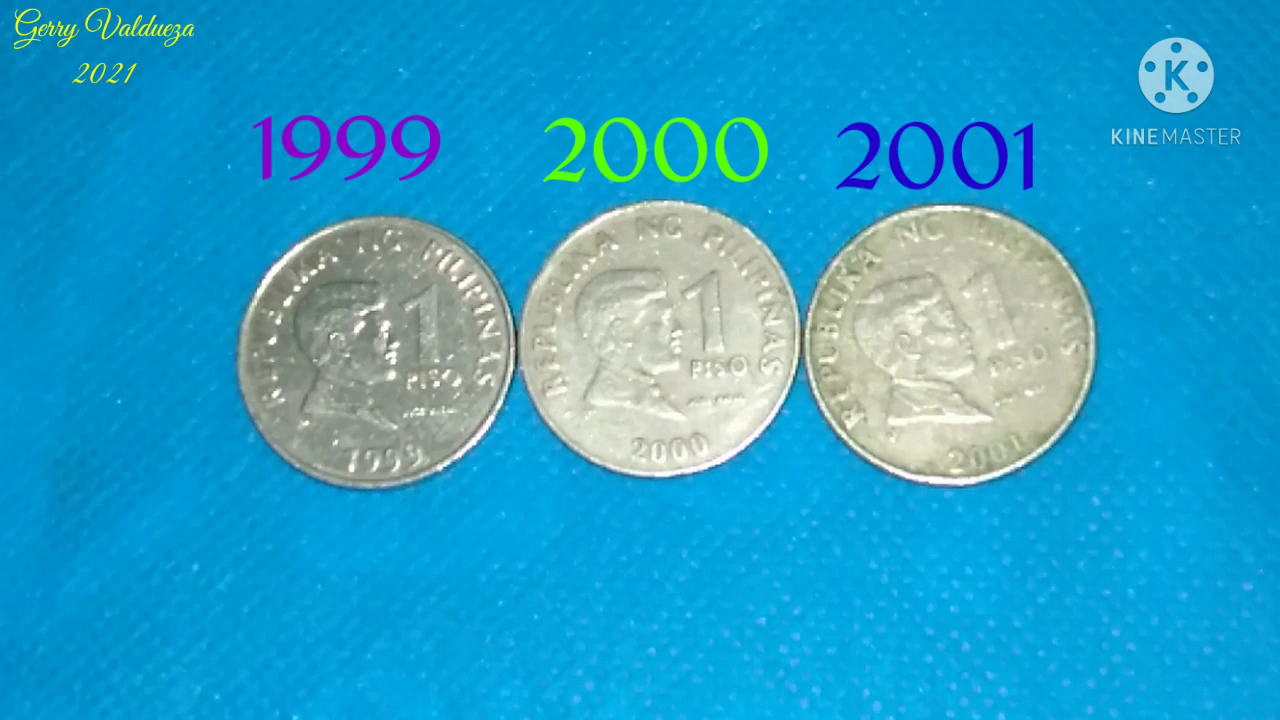 Gerry Valdueza
2021
K
KINEMASTER
1999
2000
2001
REPUBLIKA NG PILIPINAS
1
PISO
1999
REPUBLIKA NG PILIPINAS
1
PISO
2000
REPUBLIKA NG PILIPINAS
1
PISO
2001